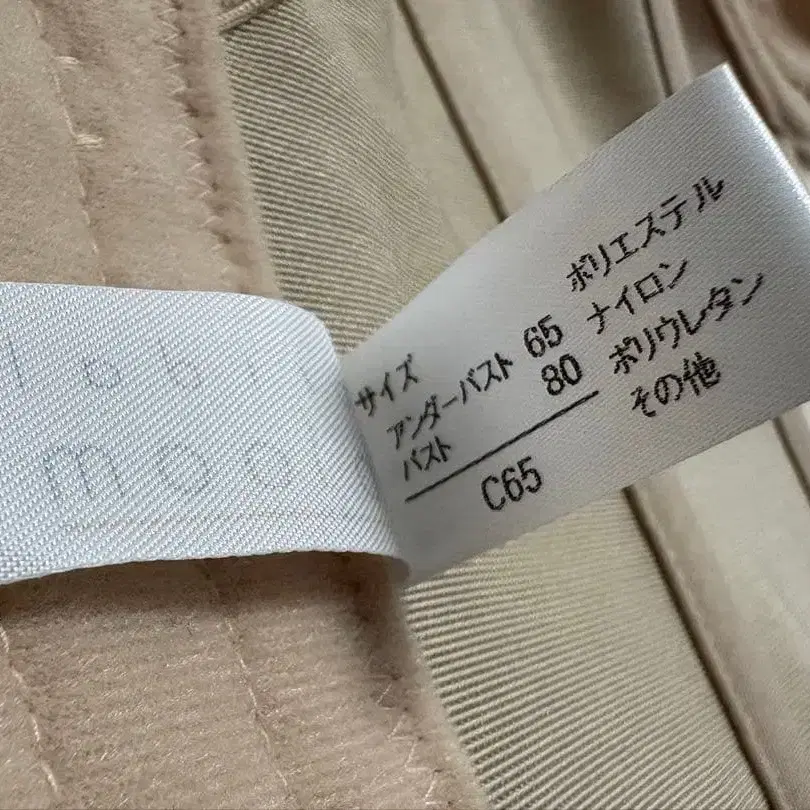 サイズ
アンダーバスト 65
バスト 80
C65
ポリエステル
ナイロン
ポリウレタン
その他